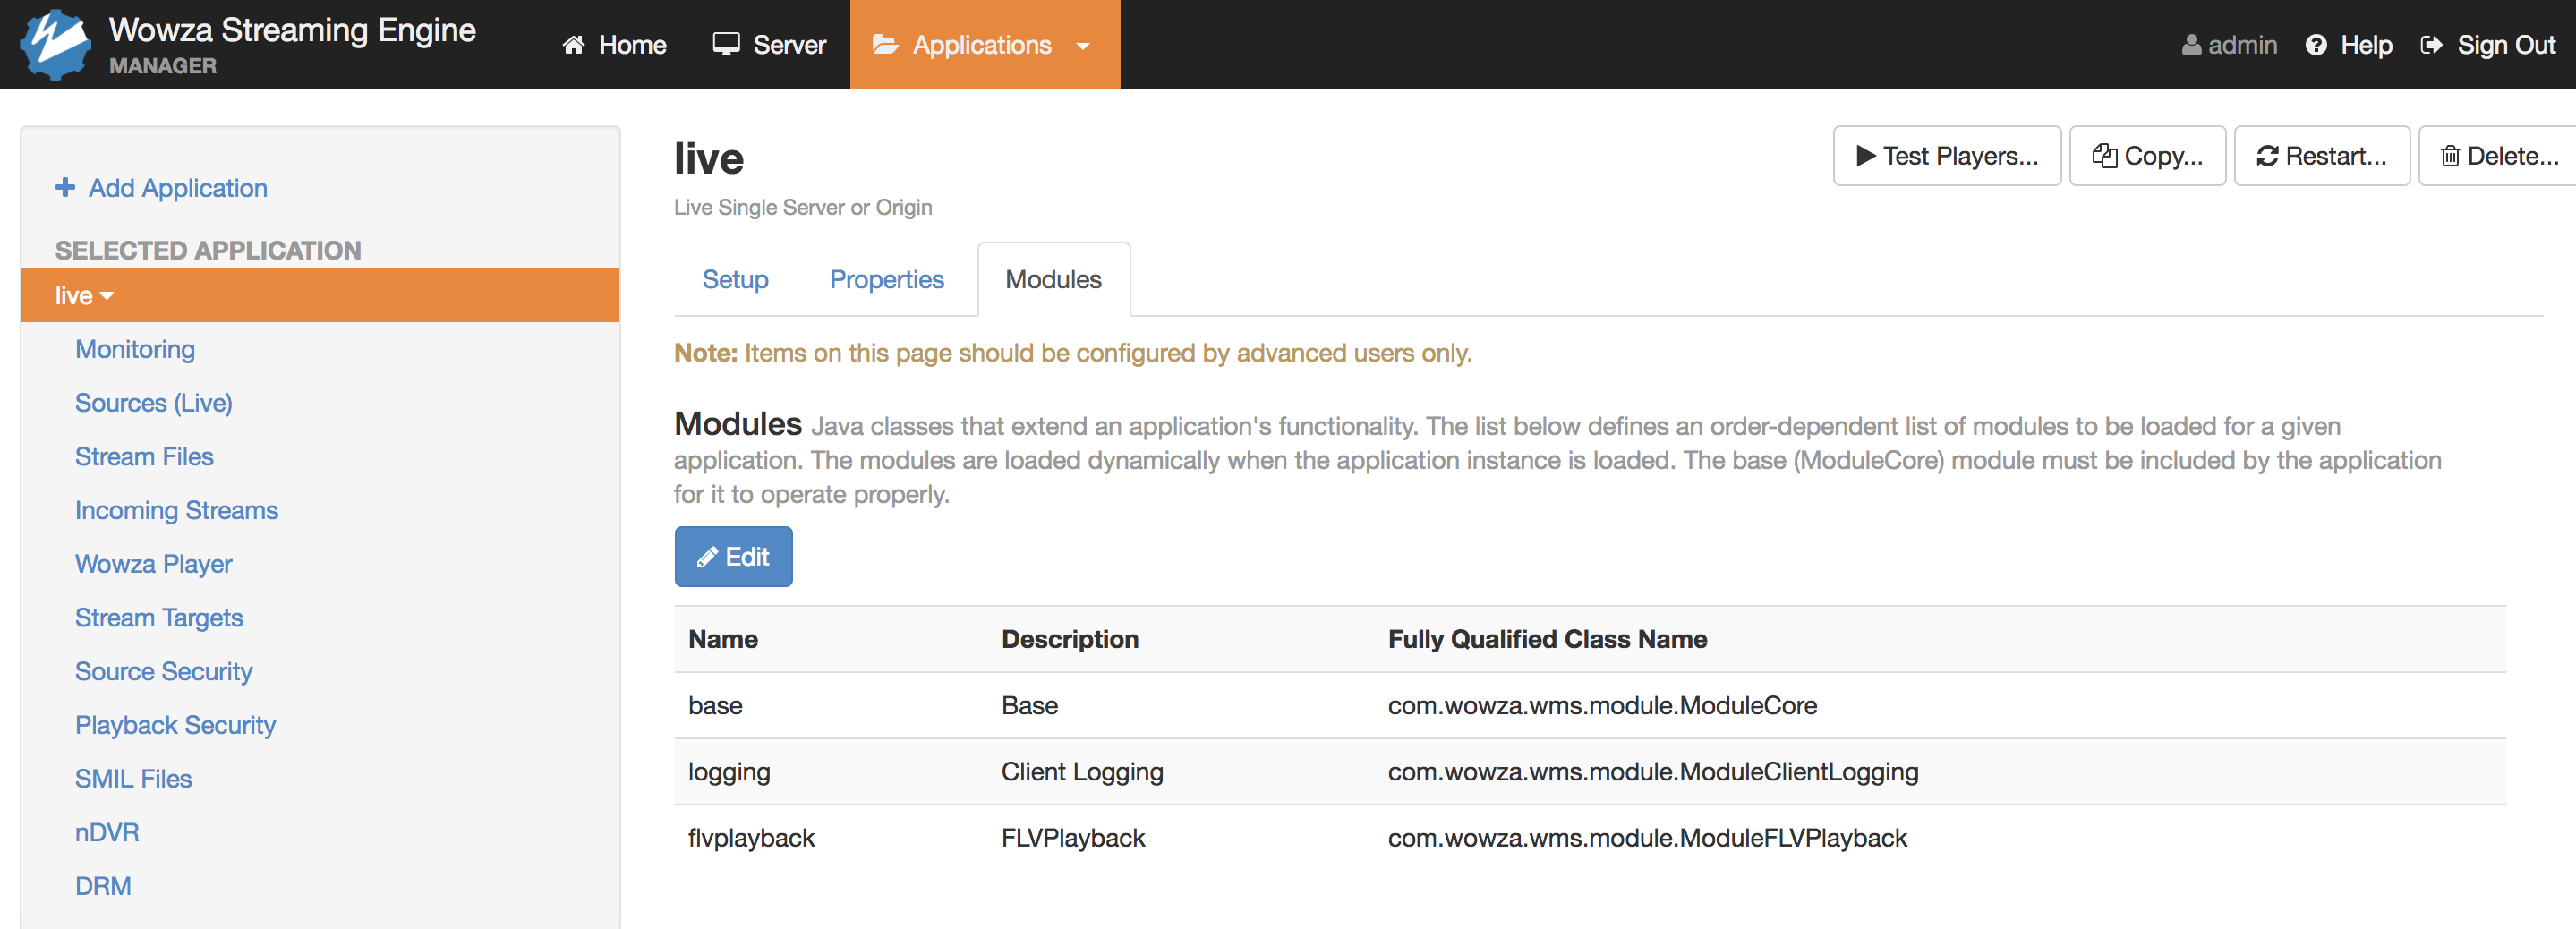 Wowza Streaming Engine
MANAGER
Home
Server
Applications
admin
Help
Sign Out
Add Application
SELECTED APPLICATION
live
Monitoring
Sources (Live)
Stream Files
Incoming Streams
Wowza Player
Stream Targets
Source Security
Playback Security
SMIL Files
nDVR
DRM
live
Live Single Server or Origin
Test Players...
Copy...
Restart...
Delete...
Setup
Properties
Modules
Note: Items on this page should be configured by advanced users only.
Modules Java classes that extend an application's functionality. The list below defines an order-dependent list of modules to be loaded for a given
application. The modules are loaded dynamically when the application instance is loaded. The base (ModuleCore) module must be included by the application
for it to operate properly.
Edit
Name Description Fully Qualified Class Name
base Base com.wowza.wms.module.ModuleCore
logging Client Logging com.wowza.wms.module.ModuleClientLogging
flvplayback FLVPlayback com.wowza.wms.module.ModuleFLVPlayback